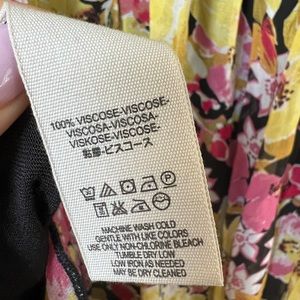 100% VISCOSE-VISCOSE-
VISCOSA-VISCOSA-
VISKOSE-VISCOSE-
黏膠-ビスコース
MACHINE WASH COLD
GENTLE WITH LIKE COLORS
USE ONLY NON-CHLORINE BLEACH
TUMBLE DRY LOW
LOW IRON AS NEEDED
MAY BE DRY CLEANED